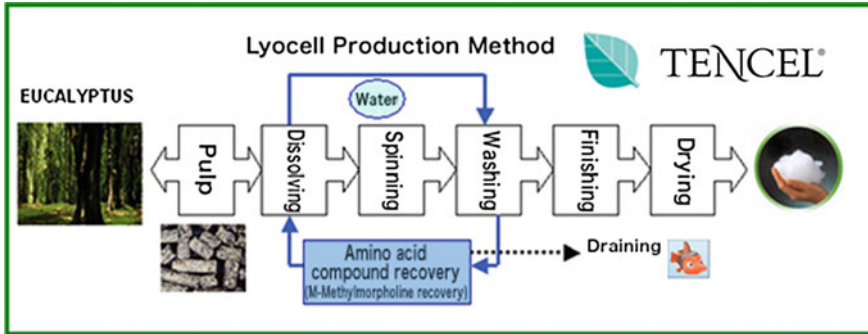 Lyocell Production Method
TENCEL®
EUCALYPTUS
Water
Pulp
Dissolving
Spinning
Washing
Finishing
Drying
Amino acid
compound recovery
(M-Methylmorpholine recovery)
Draining